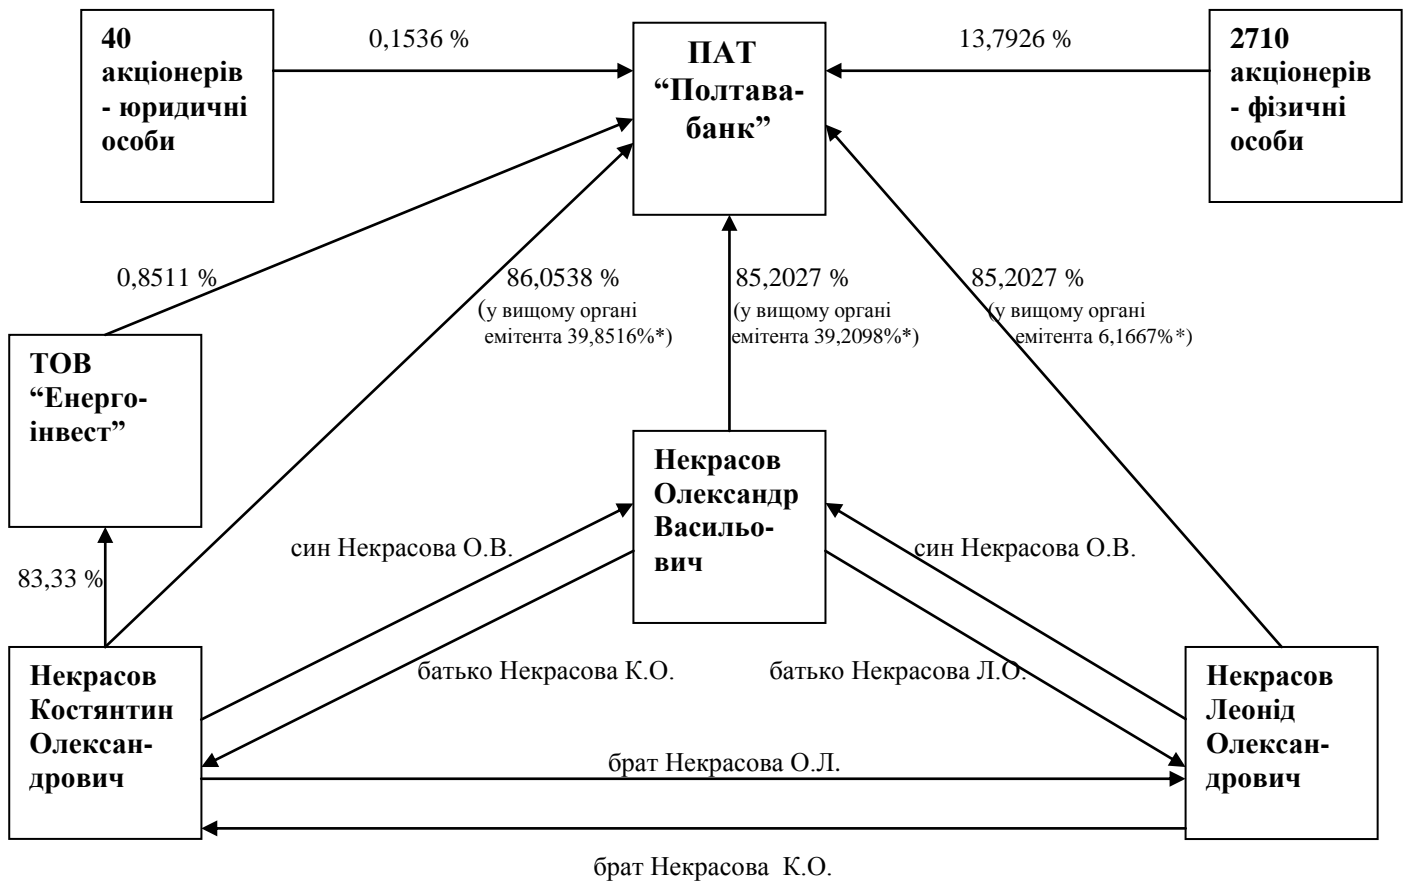 40
акціонерів
- юридичні
особи
0,1536 %
ПАТ
“Полтава-
банк”
13,7926 %
2710
акціонерів
- фізичні
особи
0,8511 %
86,0538 %
(у вищому органі
емітента 39,8516%*)
85,2027 %
(у вищому органі
емітента 39,2098%*)
85,2027 %
(у вищому органі
емітента 6,1667%*)
ТОВ
“Енерго-
інвест”
83,33 %
Некрасов
Олександр
Васильо-
вич
син Некрасова О.В.
син Некрасова О.В.
батько Некрасова К.О.
батько Некрасова Л.О.
Некрасов
Костянтин
Олексан-
дрович
Некрасов
Леонід
Олексан-
дрович
брат Некрасова О.Л.
брат Некрасова К.О.